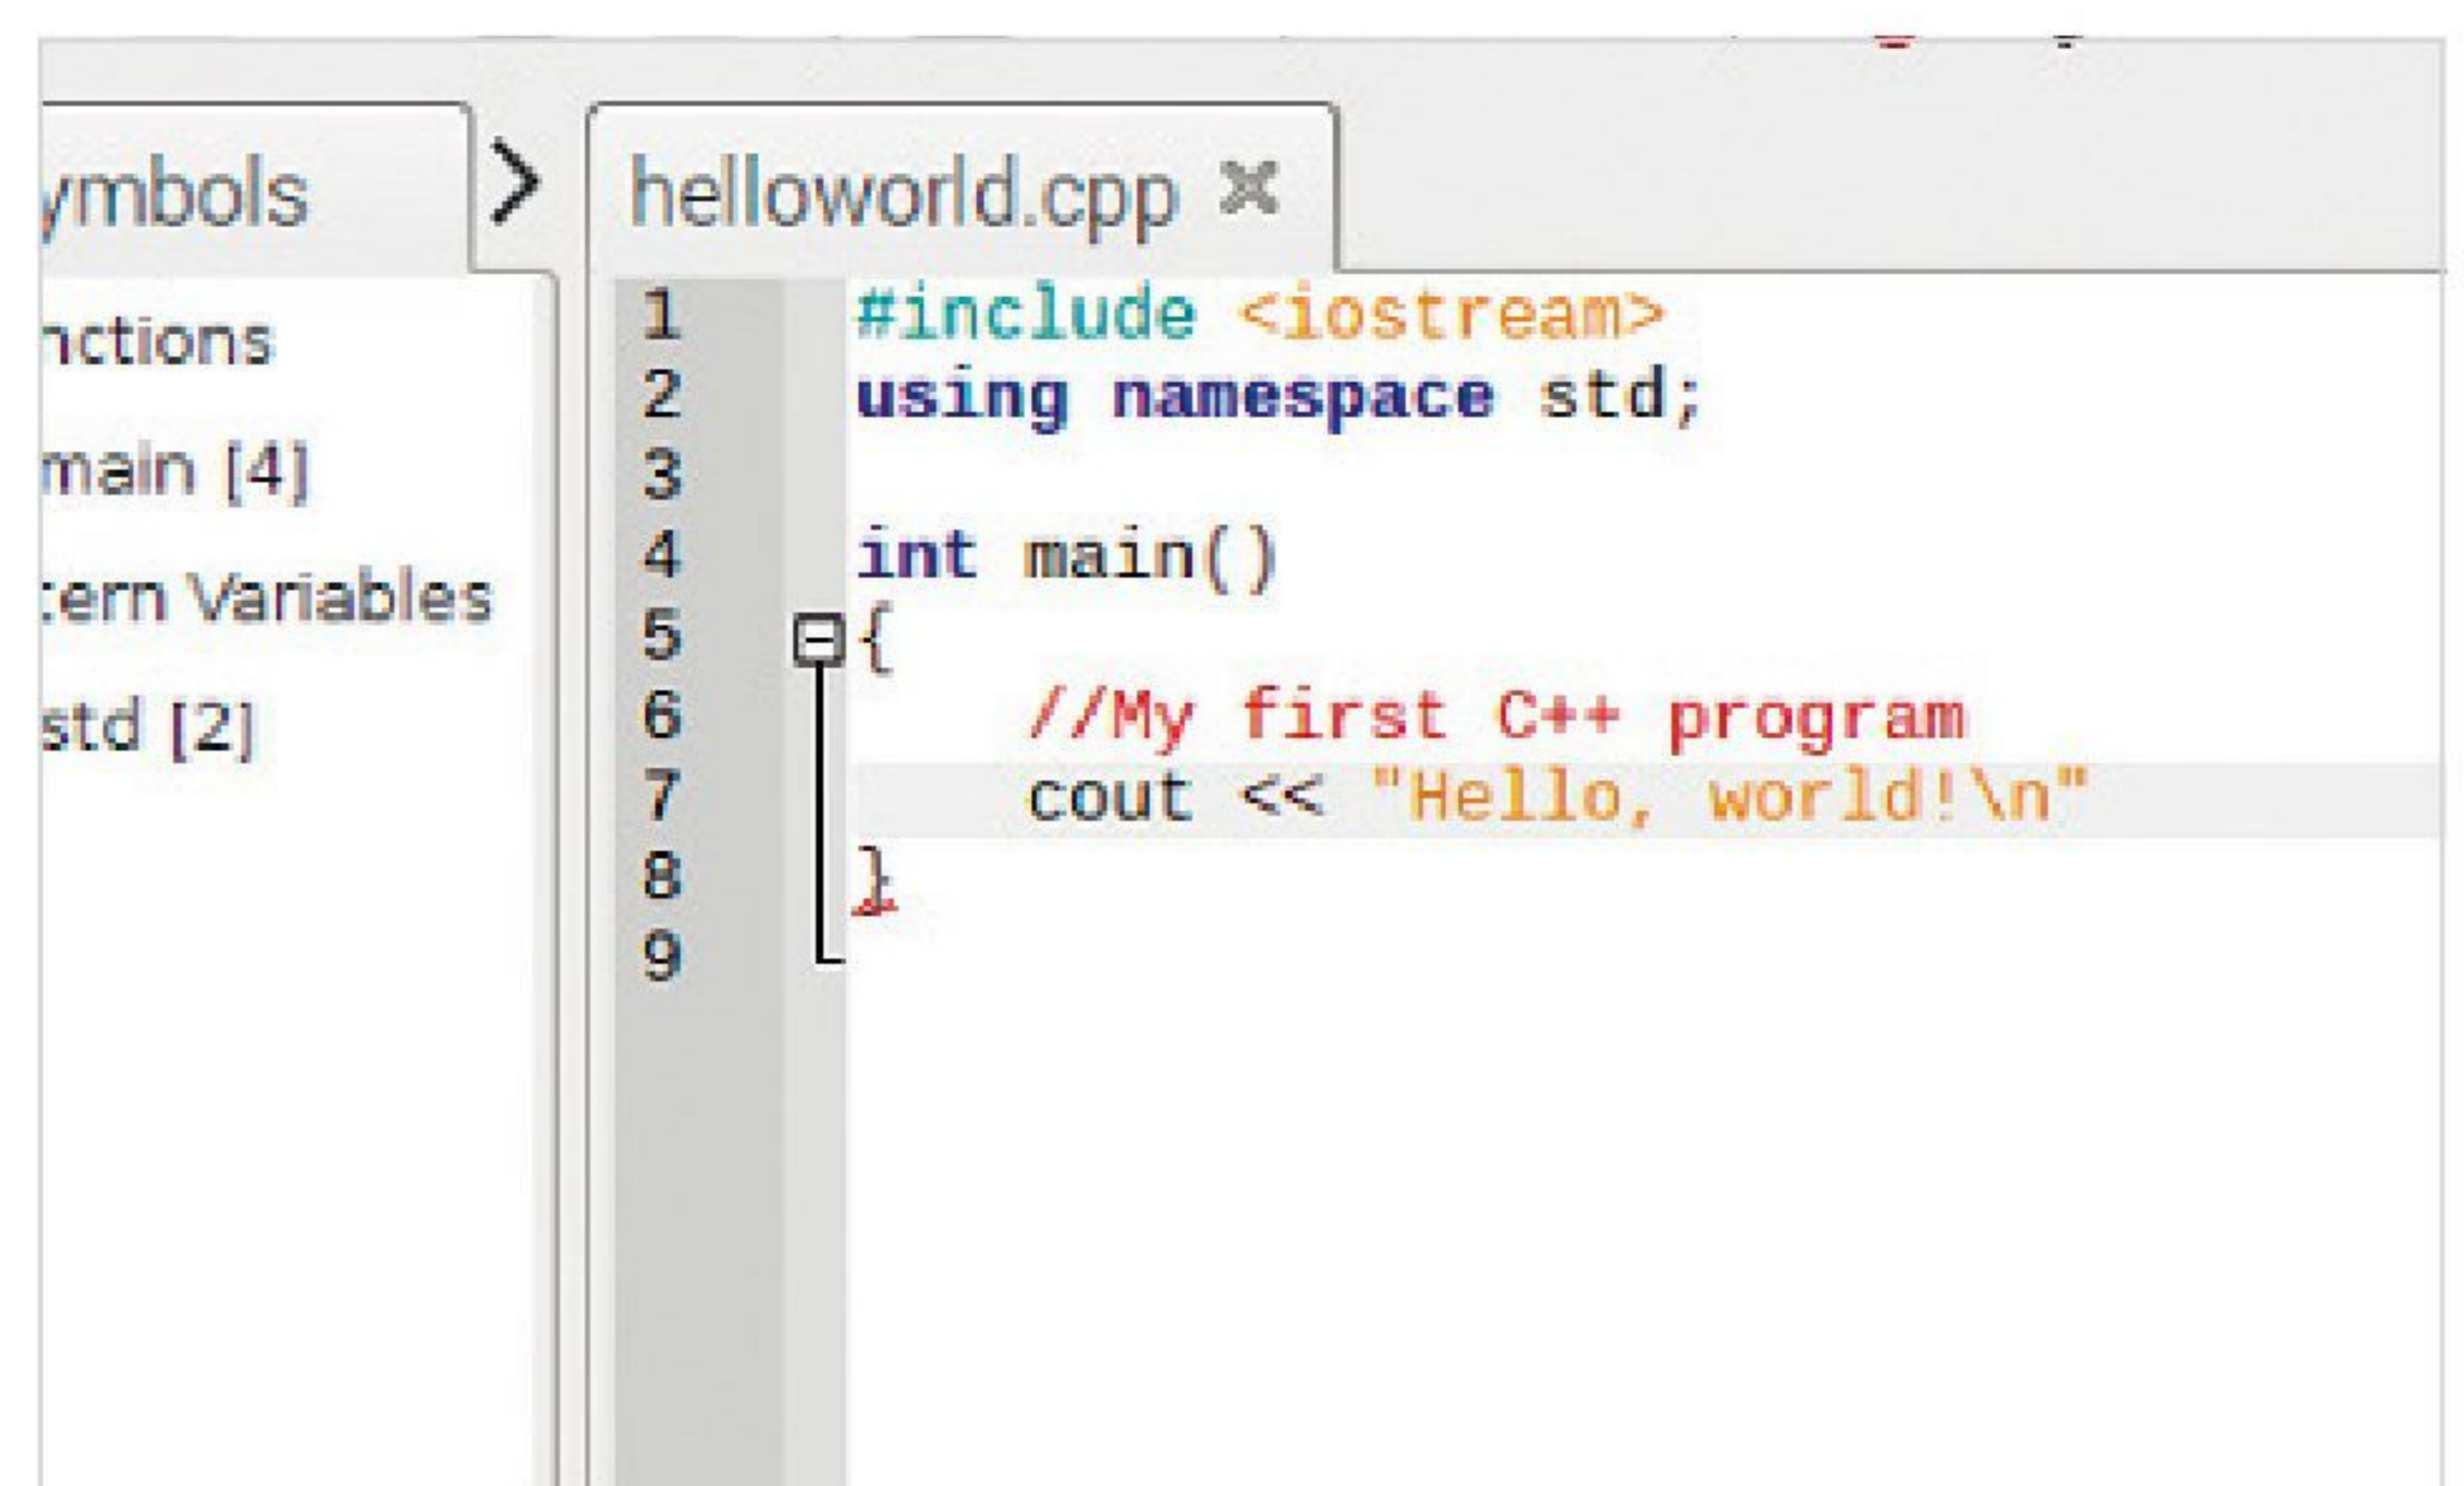 ymbols
helloworld.cpp
nctions
main [4]
tern Variables
std [2]
1 #include <iostream>
2 using namespace std;
3
4 int main()
5 {
6     //My first C++ program
7     cout << "Hello, world!\n"
8 }
9